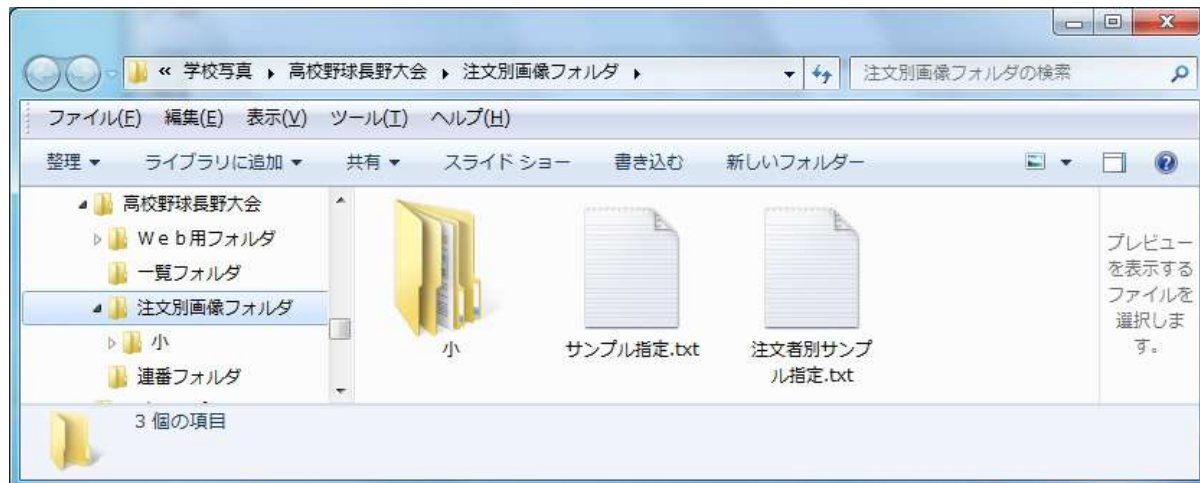 « 学校写真 ▸ 高校野球長野大会 ▸ 注文別画像フォルダ ▸
注文別画像フォルダの検索
ファイル(F) 編集(E) 表示(V) ツール(T) ヘルプ(H)
整理 ▼ ライブラリに追加 ▼ 共有 ▼ スライド ショー 書き込む 新しいフォルダー
高校野球長野大会
Ｗｅｂ用フォルダ
一覧フォルダ
注文別画像フォルダ
小
連番フォルダ
小
サンプル指定.txt
注文者別サンプ
ル指定.txt
プレビュー
を表示する
ファイルを
選択しま
す。
3 個の項目